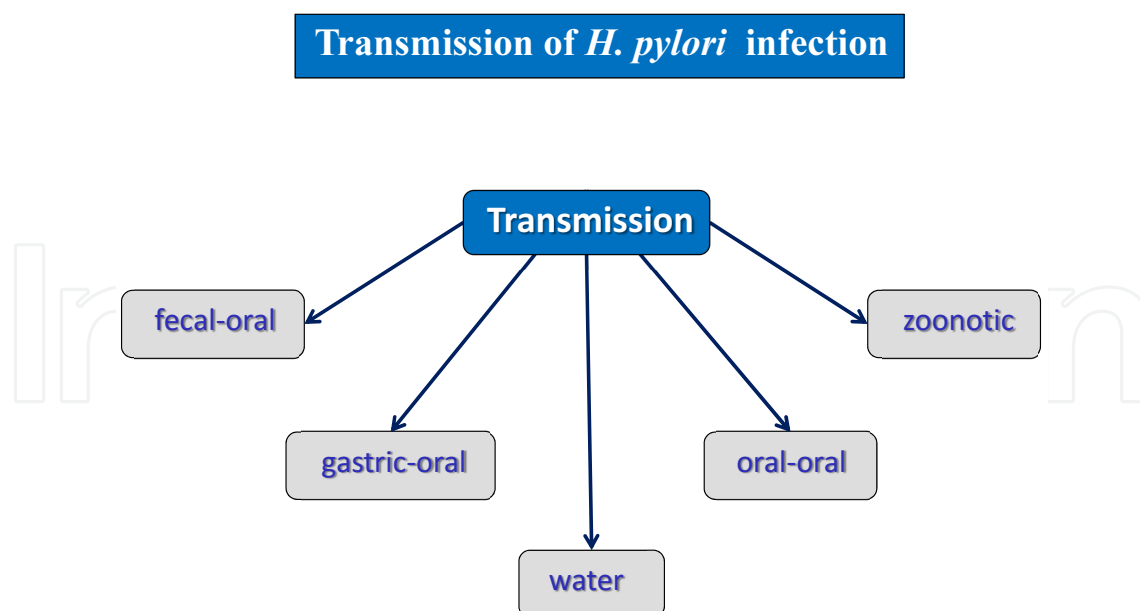 Transmission of H. pylori infection
Transmission
fecal-oral
zoonotic
gastric-oral
oral-oral
water